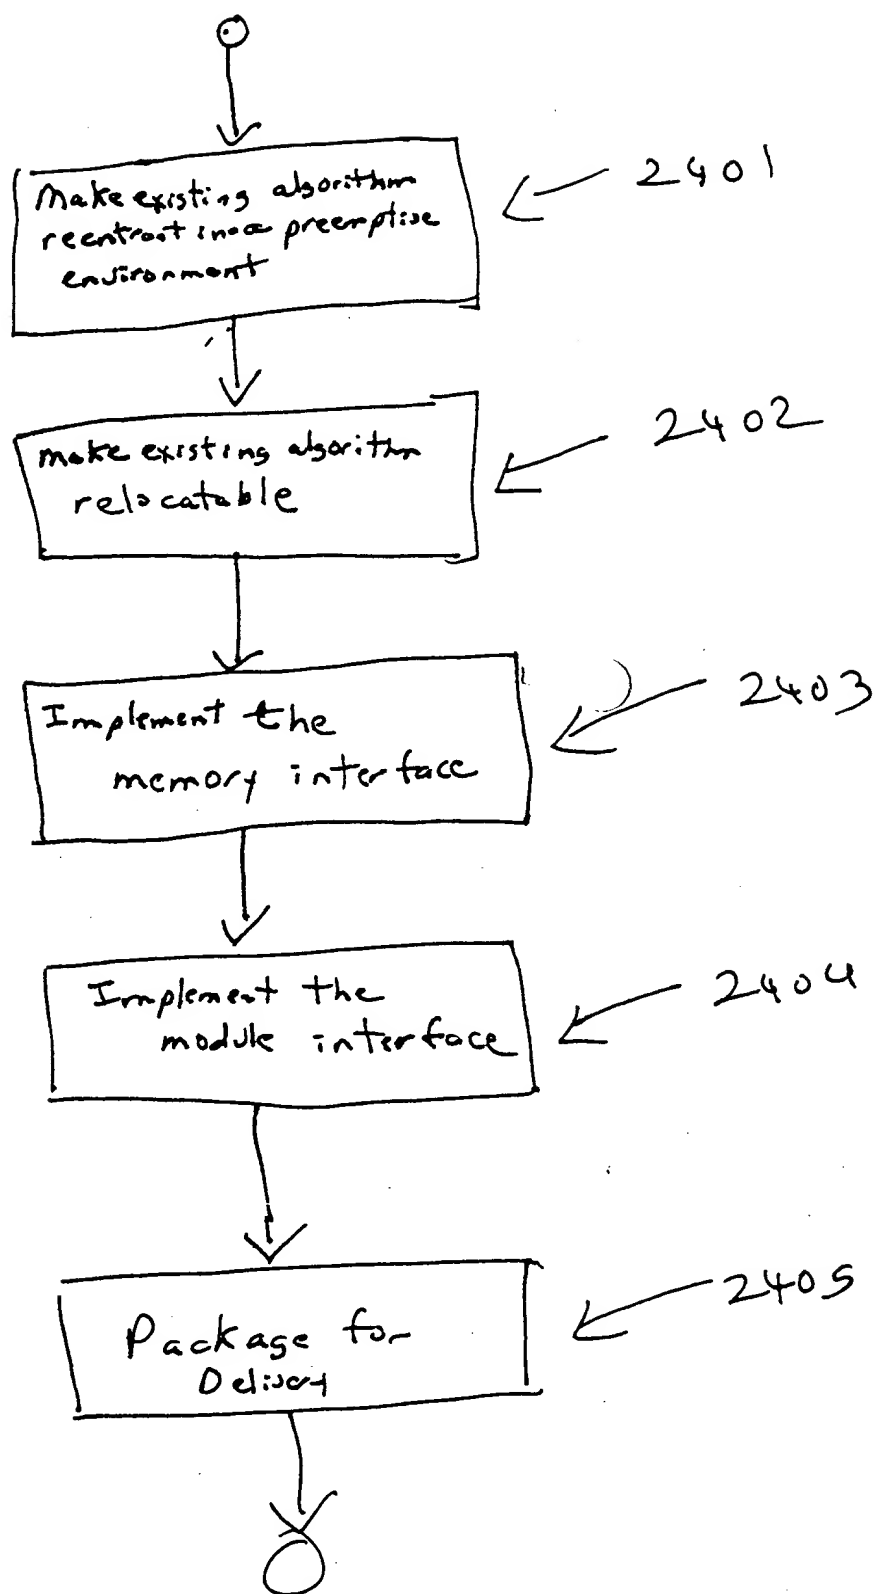 Make existing algorithm
2401
reentrant in a preemptive
environment
2402
make existing algorithm
relocatable
2403
Implement the
memory interface
2404
Implement the
module interface
2405
Package for
Delivery